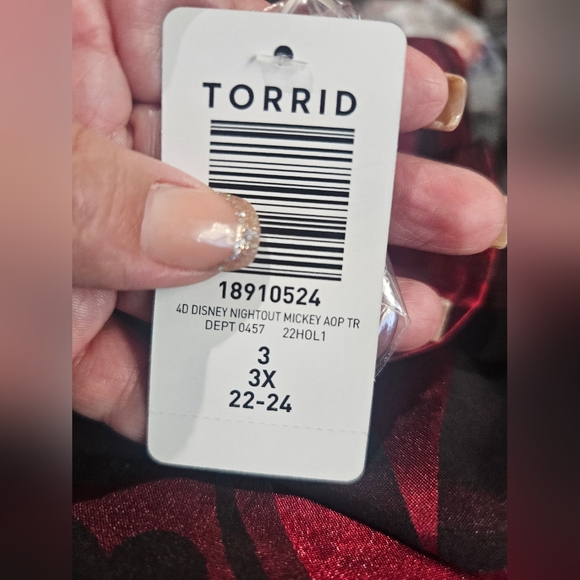 TORRID
18910524
4D DISNEY NIGHTOUT MICKEY AOP TR
DEPT 0457 22HOL1
3
3X
22-24